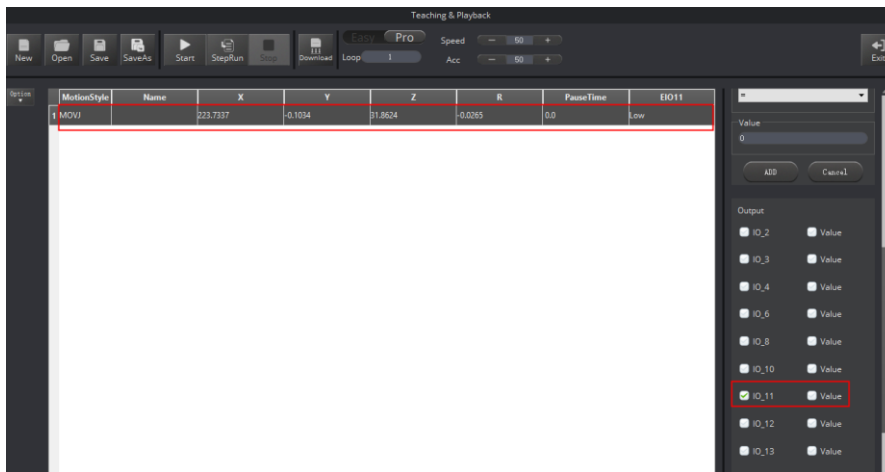 Teaching & Playback
Easy Pro Speed 50
New Open Save SaveAs Start StepRun Stop Download Loop 1 Acc 50 Exit
Option
MotionStyle Name X Y Z R PauseTime EIO11
1 MOVJ 223.7337 -0.1034 31.8624 -0.0265 0.0 Low
=
Value
0
ADD Cancel
Output
IO_2 Value
IO_3 Value
IO_4 Value
IO_6 Value
IO_8 Value
IO_10 Value
IO_11 Value
IO_12 Value
IO_13 Value